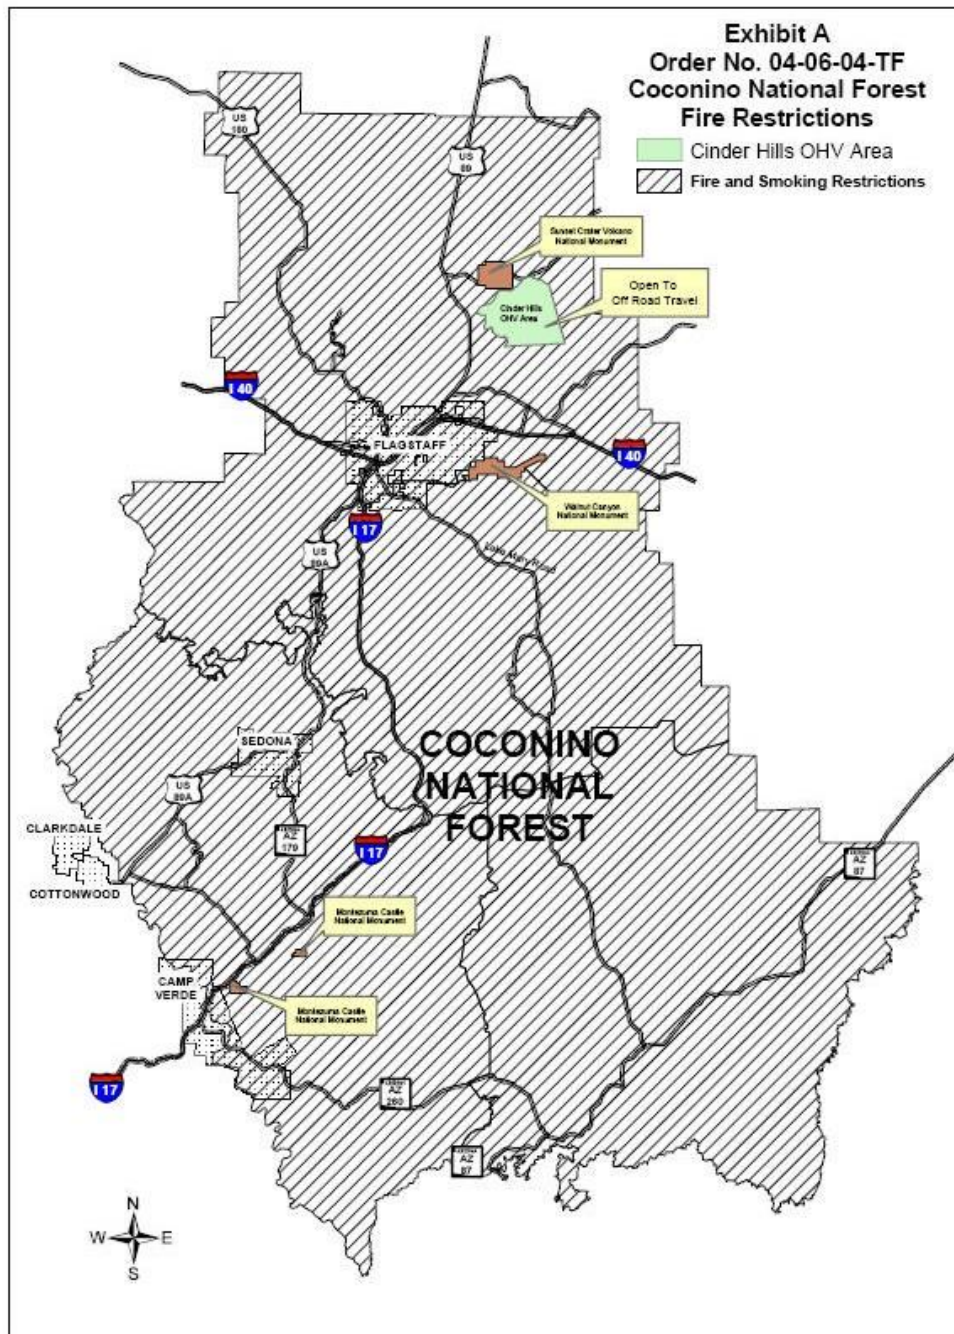 Exhibit A
Order No. 04-06-04-TF
Coconino National Forest
Fire Restrictions
Cinder Hills OHV Area
Fire and Smoking Restrictions
US
180
US
89
Sunset Crater Volcano
National Monument
Open To
Off Road Travel
Cinder Hills
OHV Area
I 40
FLAGSTAFF
I 40
Walnut Canyon
National Monument
I 17
US
89A
Lake Mary Road
SEDONA
COCONINO
NATIONAL
FOREST
US
89A
CLARKDALE
AZ
179
I 17
AZ
87
COTTONWOOD
Montezuma Castle
National Monument
CAMP
VERDE
Montezuma Castle
National Monument
I 17
AZ
260
AZ
87
N
W
E
S